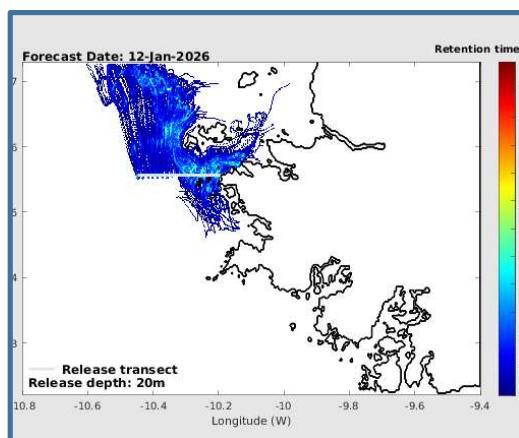 Forecast Date: 12-Jan-2026
Retention time
7
6
5
4
3
Release transect
Release depth: 20m
10.8
-10.6
-10.4
-10.2
-10
-9.8
-9.6
-9.4
Longitude (W)